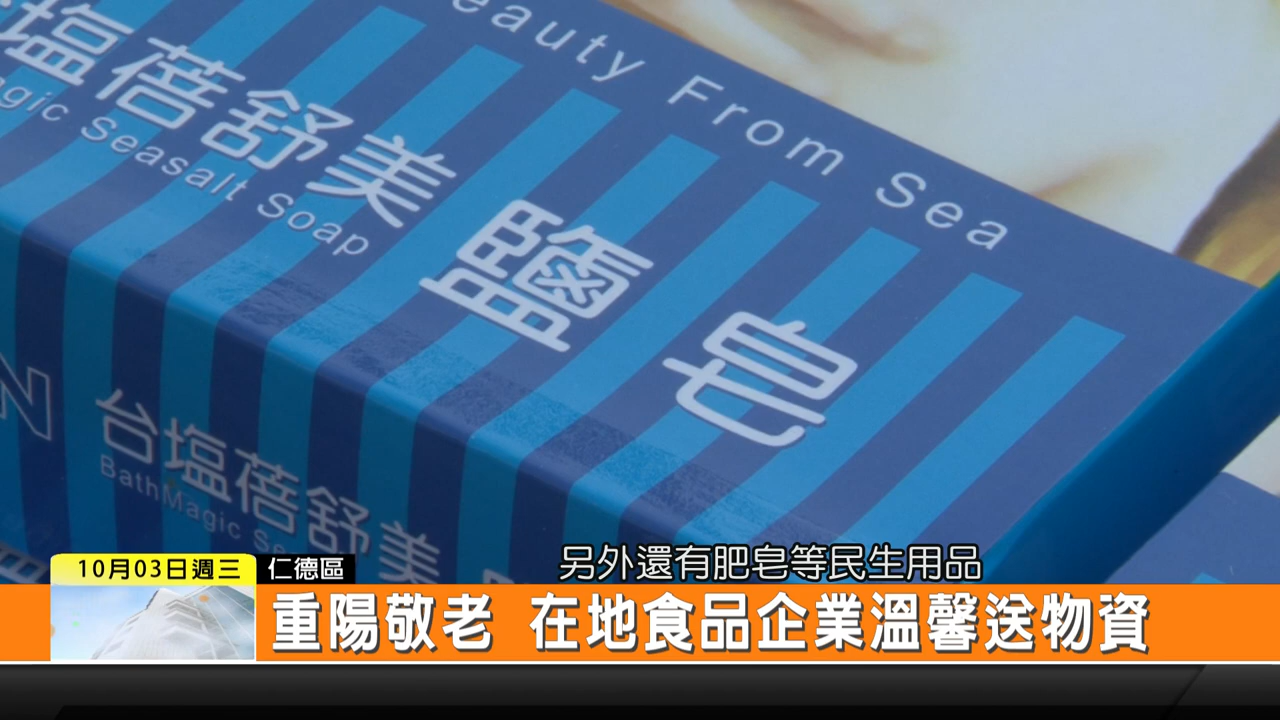 Beauty From Sea
塩蓓舒美
Magic Seasalt Soap
鹽皂
N
台塩蓓舒美
BathMagic Se
另外還有肥皂等民生用品
10月03日週三
仁德區
重陽敬老 在地食品企業溫馨送物資